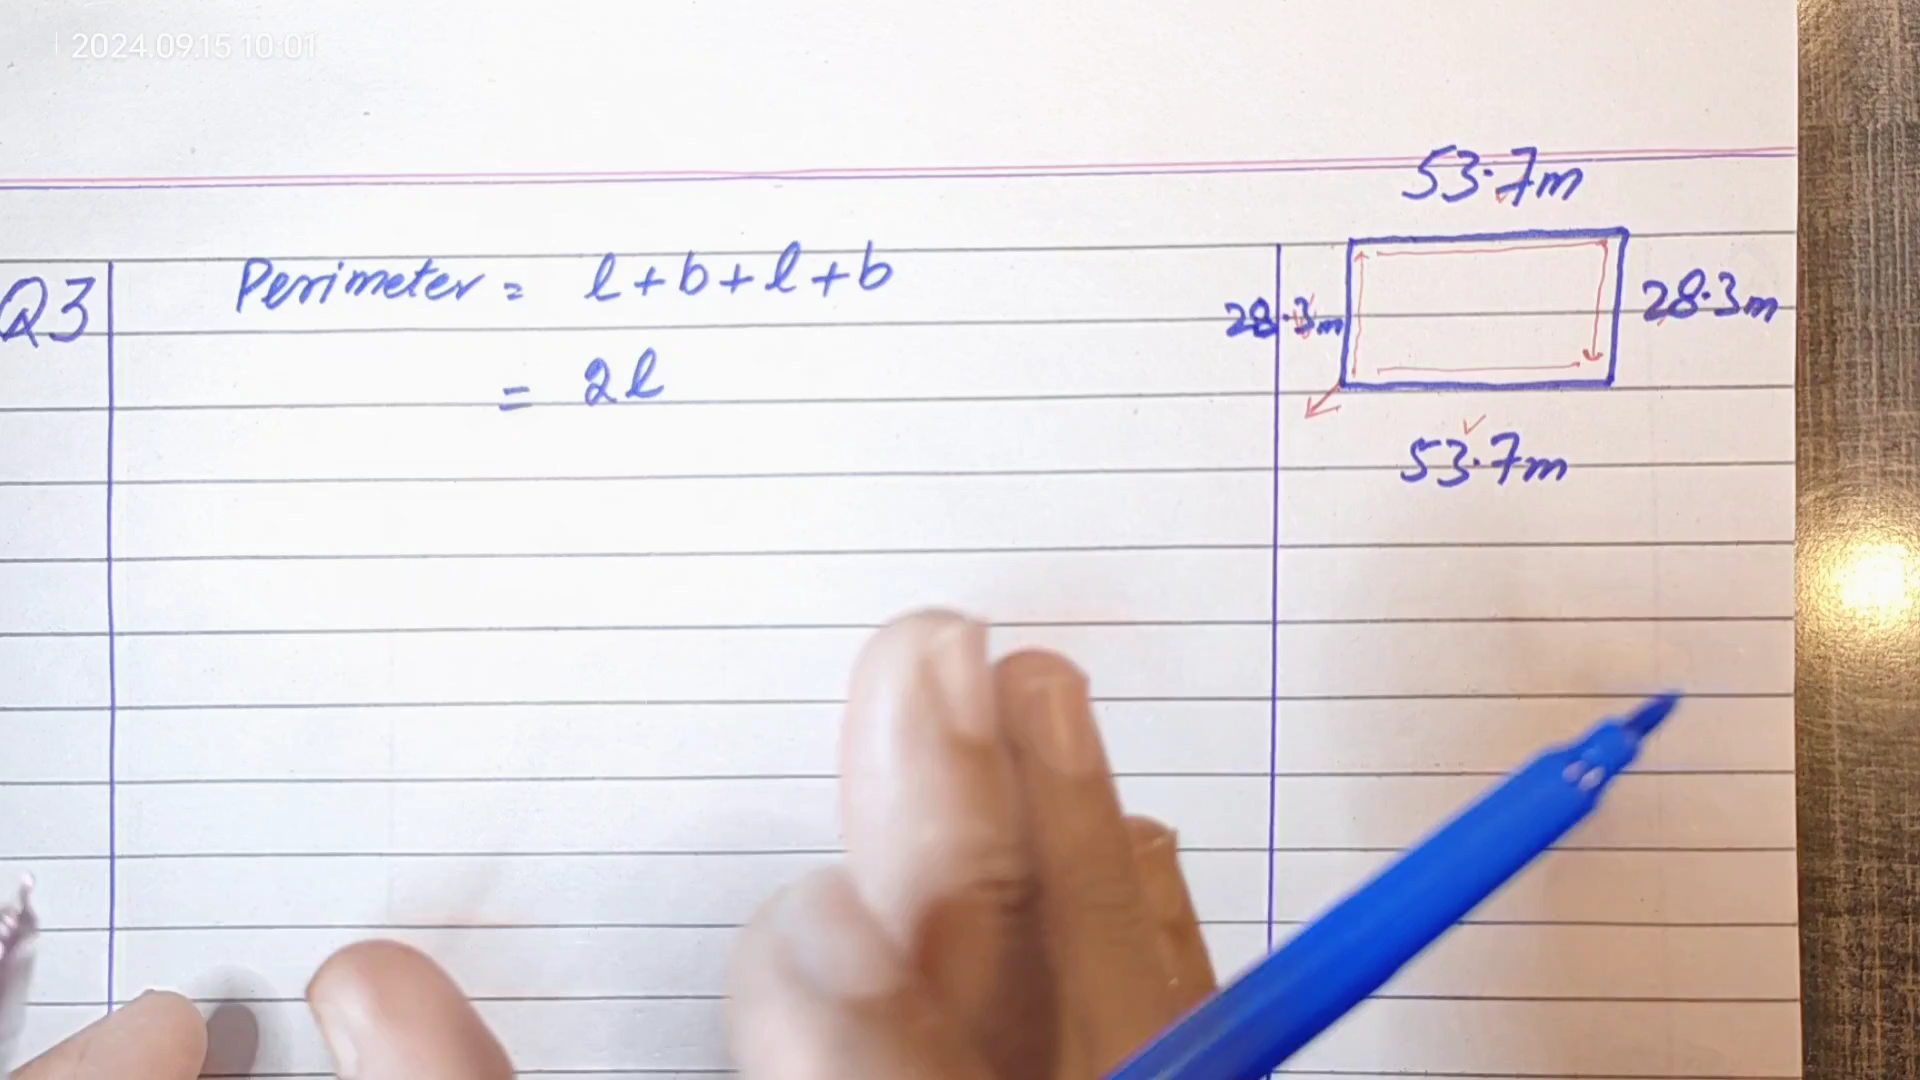 2024.09.15 10:01
53.7m
Q3 Perimeter = l+b+l+b
28.3m 28.3m
= 2l
53.7m